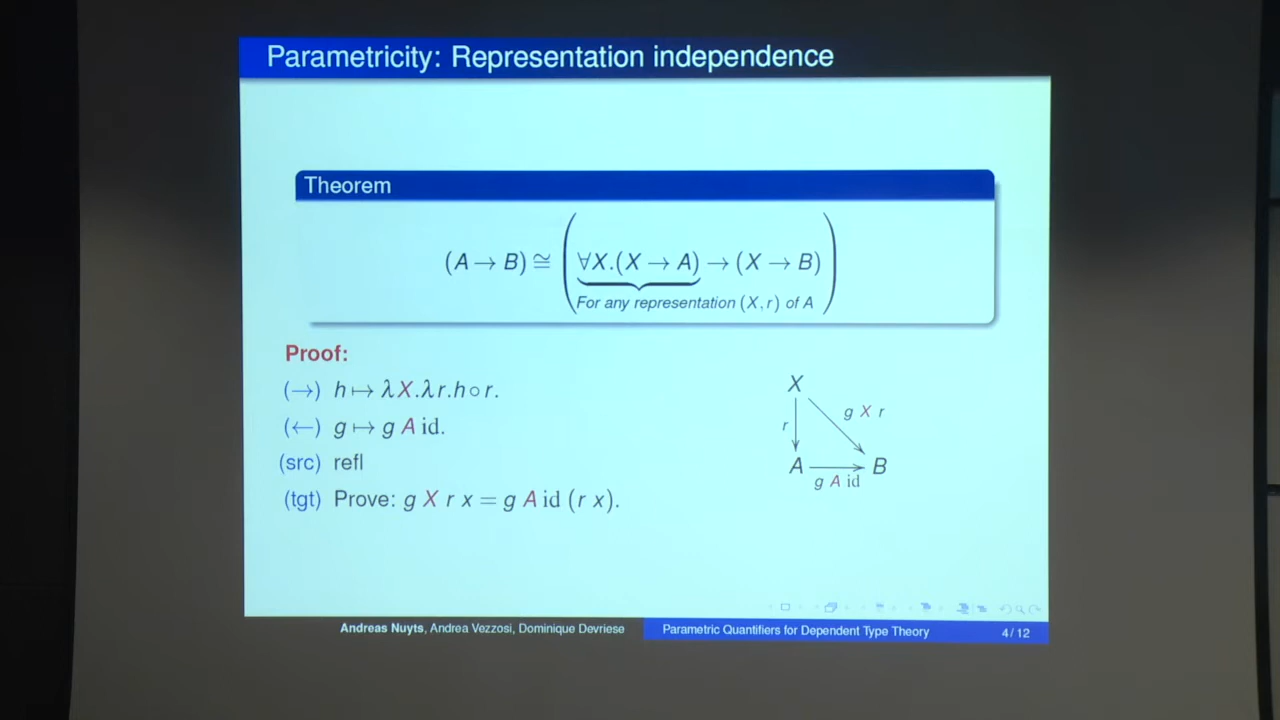 Parametricity: Representation independence
Theorem
(A → B) ≅ (∀X.(X → A) → (X → B))
For any representation (X, r) of A
Proof:
(→) h ↦ λX.λr.h ∘ r.
(←) g ↦ g A id.
(src) refl
(tgt) Prove: g X r x = g A id (r x).
X
r
g X r
A
B
g A id
Andreas Nuyts, Andrea Vezzosi, Dominique Devriese
Parametric Quantifiers for Dependent Type Theory
4 / 12